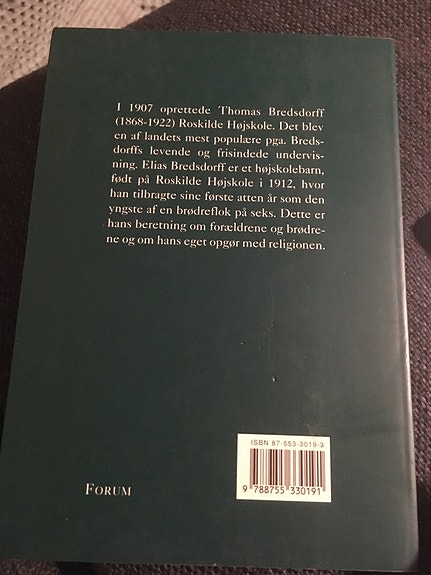 I 1907 oprettede Thomas Bredsdorff
(1868-1922) Roskilde Højskole. Det blev
en af landets mest populære pga. Breds-
dorffs levende og frisindede undervis-
ning. Elias Bredsdorff er et højskolebarn,
født på Roskilde Højskole i 1912, hvor
han tilbragte sine første atten år som den
yngste af en brødreflok på seks. Dette er
hans beretning om forældrene og brødre-
ne og om hans eget opgør med religionen.
ISBN 87-553-3019-3
9 788755 330191
FORUM